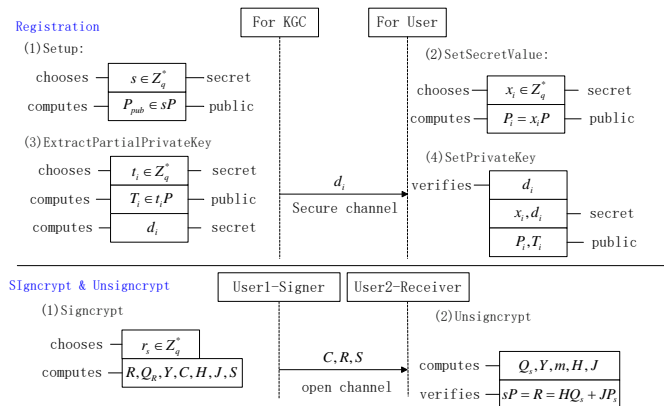 Registration
For KGC
For User
(1)Setup:
chooses s ∈ Z_q^* secret
computes P_pub ∈ sP public
(2)SetSecretValue:
chooses x_i ∈ Z_q^* secret
computes P_i = x_i P public
(3)ExtractPartialPrivateKey
chooses t_i ∈ Z_q^* secret
computes T_i ∈ t_i P public
computes d_i secret
d_i
Secure channel
(4)SetPrivateKey
verifies d_i
x_i, d_i secret
P_i, T_i public
SIgncrypt & Unsigncrypt
User1-Signer
User2-Receiver
(1)Signcrypt
chooses r_s ∈ Z_q^*
computes R, Q_R, Y, C, H, J, S
C, R, S
open channel
(2)Unsigncrypt
computes Q_s, Y, m, H, J
verifies sP = R = HQ_s + JP_s